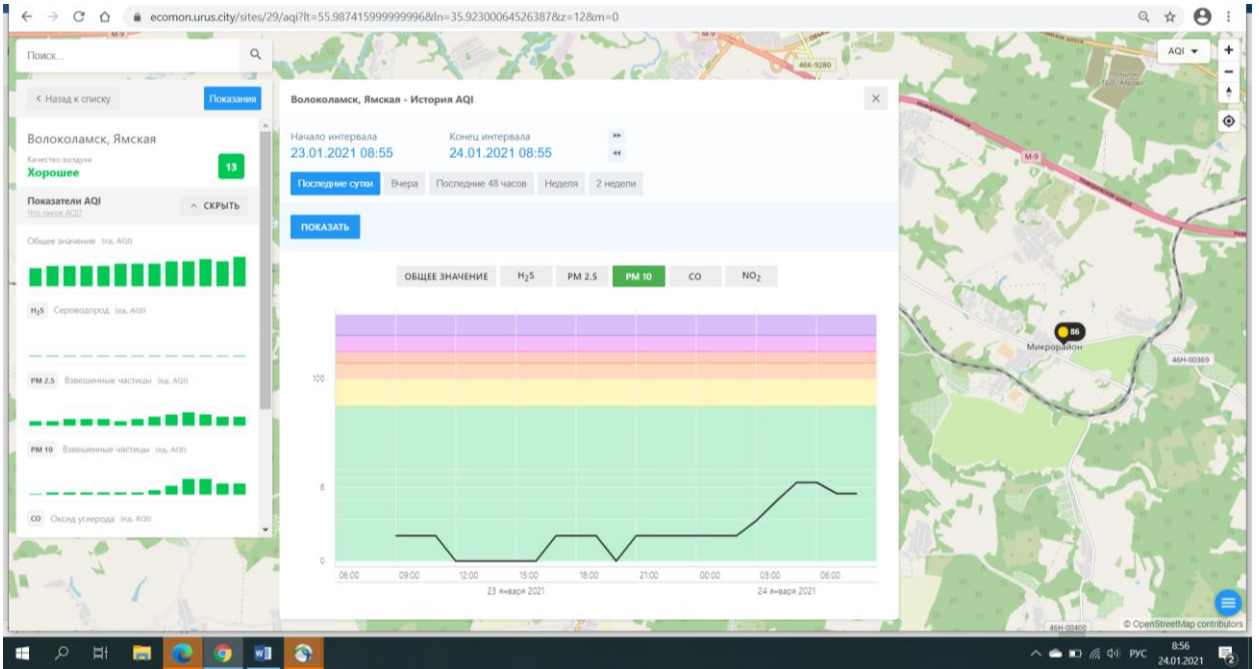 ecomon.urus.city/sites/29/aqi?lt=55.987415999999996&ln=35.92300064526387&z=12&m=0
Поиск...
М-9
М-9
46К-9280
AQI
Назад к списку
Показания
Волоколамск, Ямская
Качество воздуха
Хорошее
13
Показатели AQI
Что такое AQI?
СКРЫТЬ
Общее значение (ед. AQI)
H₂S Сероводород (ед. AQI)
PM 2.5 Взвешенные частицы (ед. AQI)
PM 10 Взвешенные частицы (ед. AQI)
CO Оксид углерода (ед. AQI)
Волоколамск, Ямская - История AQI
Начало интервала
Конец интервала
23.01.2021 08:55
24.01.2021 08:55
Последние сутки Вчера Последние 48 часов Неделя 2 недели
ПОКАЗАТЬ
ОБЩЕЕ ЗНАЧЕНИЕ H₂S PM 2.5 PM 10 CO NO₂
100
6
0
06:00 09:00 12:00 15:00 18:00 21:00 00:00 03:00 06:00
23 января 2021 24 января 2021
Новорижское шоссе
М-9
86
Микрорайон
46Н-00369
46Н-00400
© OpenStreetMap contributors
РУС
8:56
24.01.2021
2